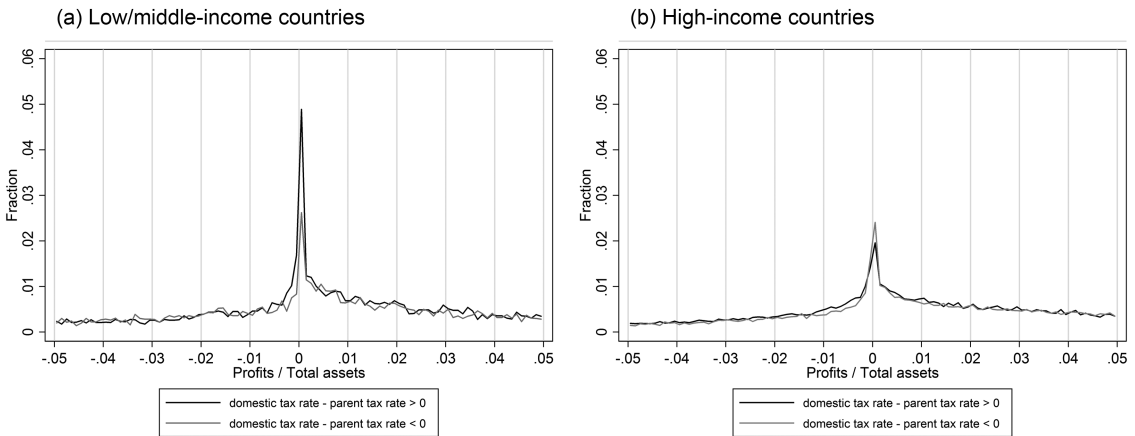 (a) Low/middle-income countries
.06
.05
.04
.03
.02
.01
0
Fraction
-.05 -.04 -.03 -.02 -.01 0 .01 .02 .03 .04 .05
Profits / Total assets
domestic tax rate - parent tax rate > 0
domestic tax rate - parent tax rate < 0
(b) High-income countries
.06
.05
.04
.03
.02
.01
0
Fraction
-.05 -.04 -.03 -.02 -.01 0 .01 .02 .03 .04 .05
Profits / Total assets
domestic tax rate - parent tax rate > 0
domestic tax rate - parent tax rate < 0